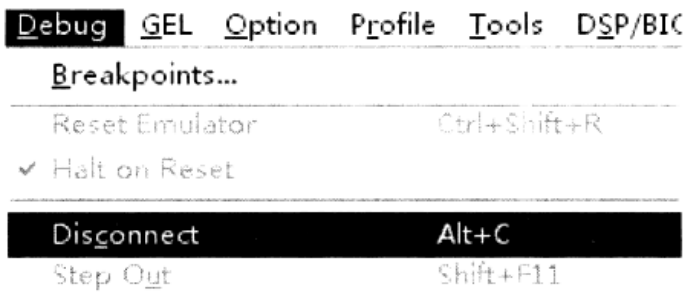 Debug GEL Option Profile Tools DSP/BIO
Breakpoints...
Reset Emulator Ctrl+Shift+R
✓ Halt on Reset
Disconnect Alt+C
Step Out Shift+F11